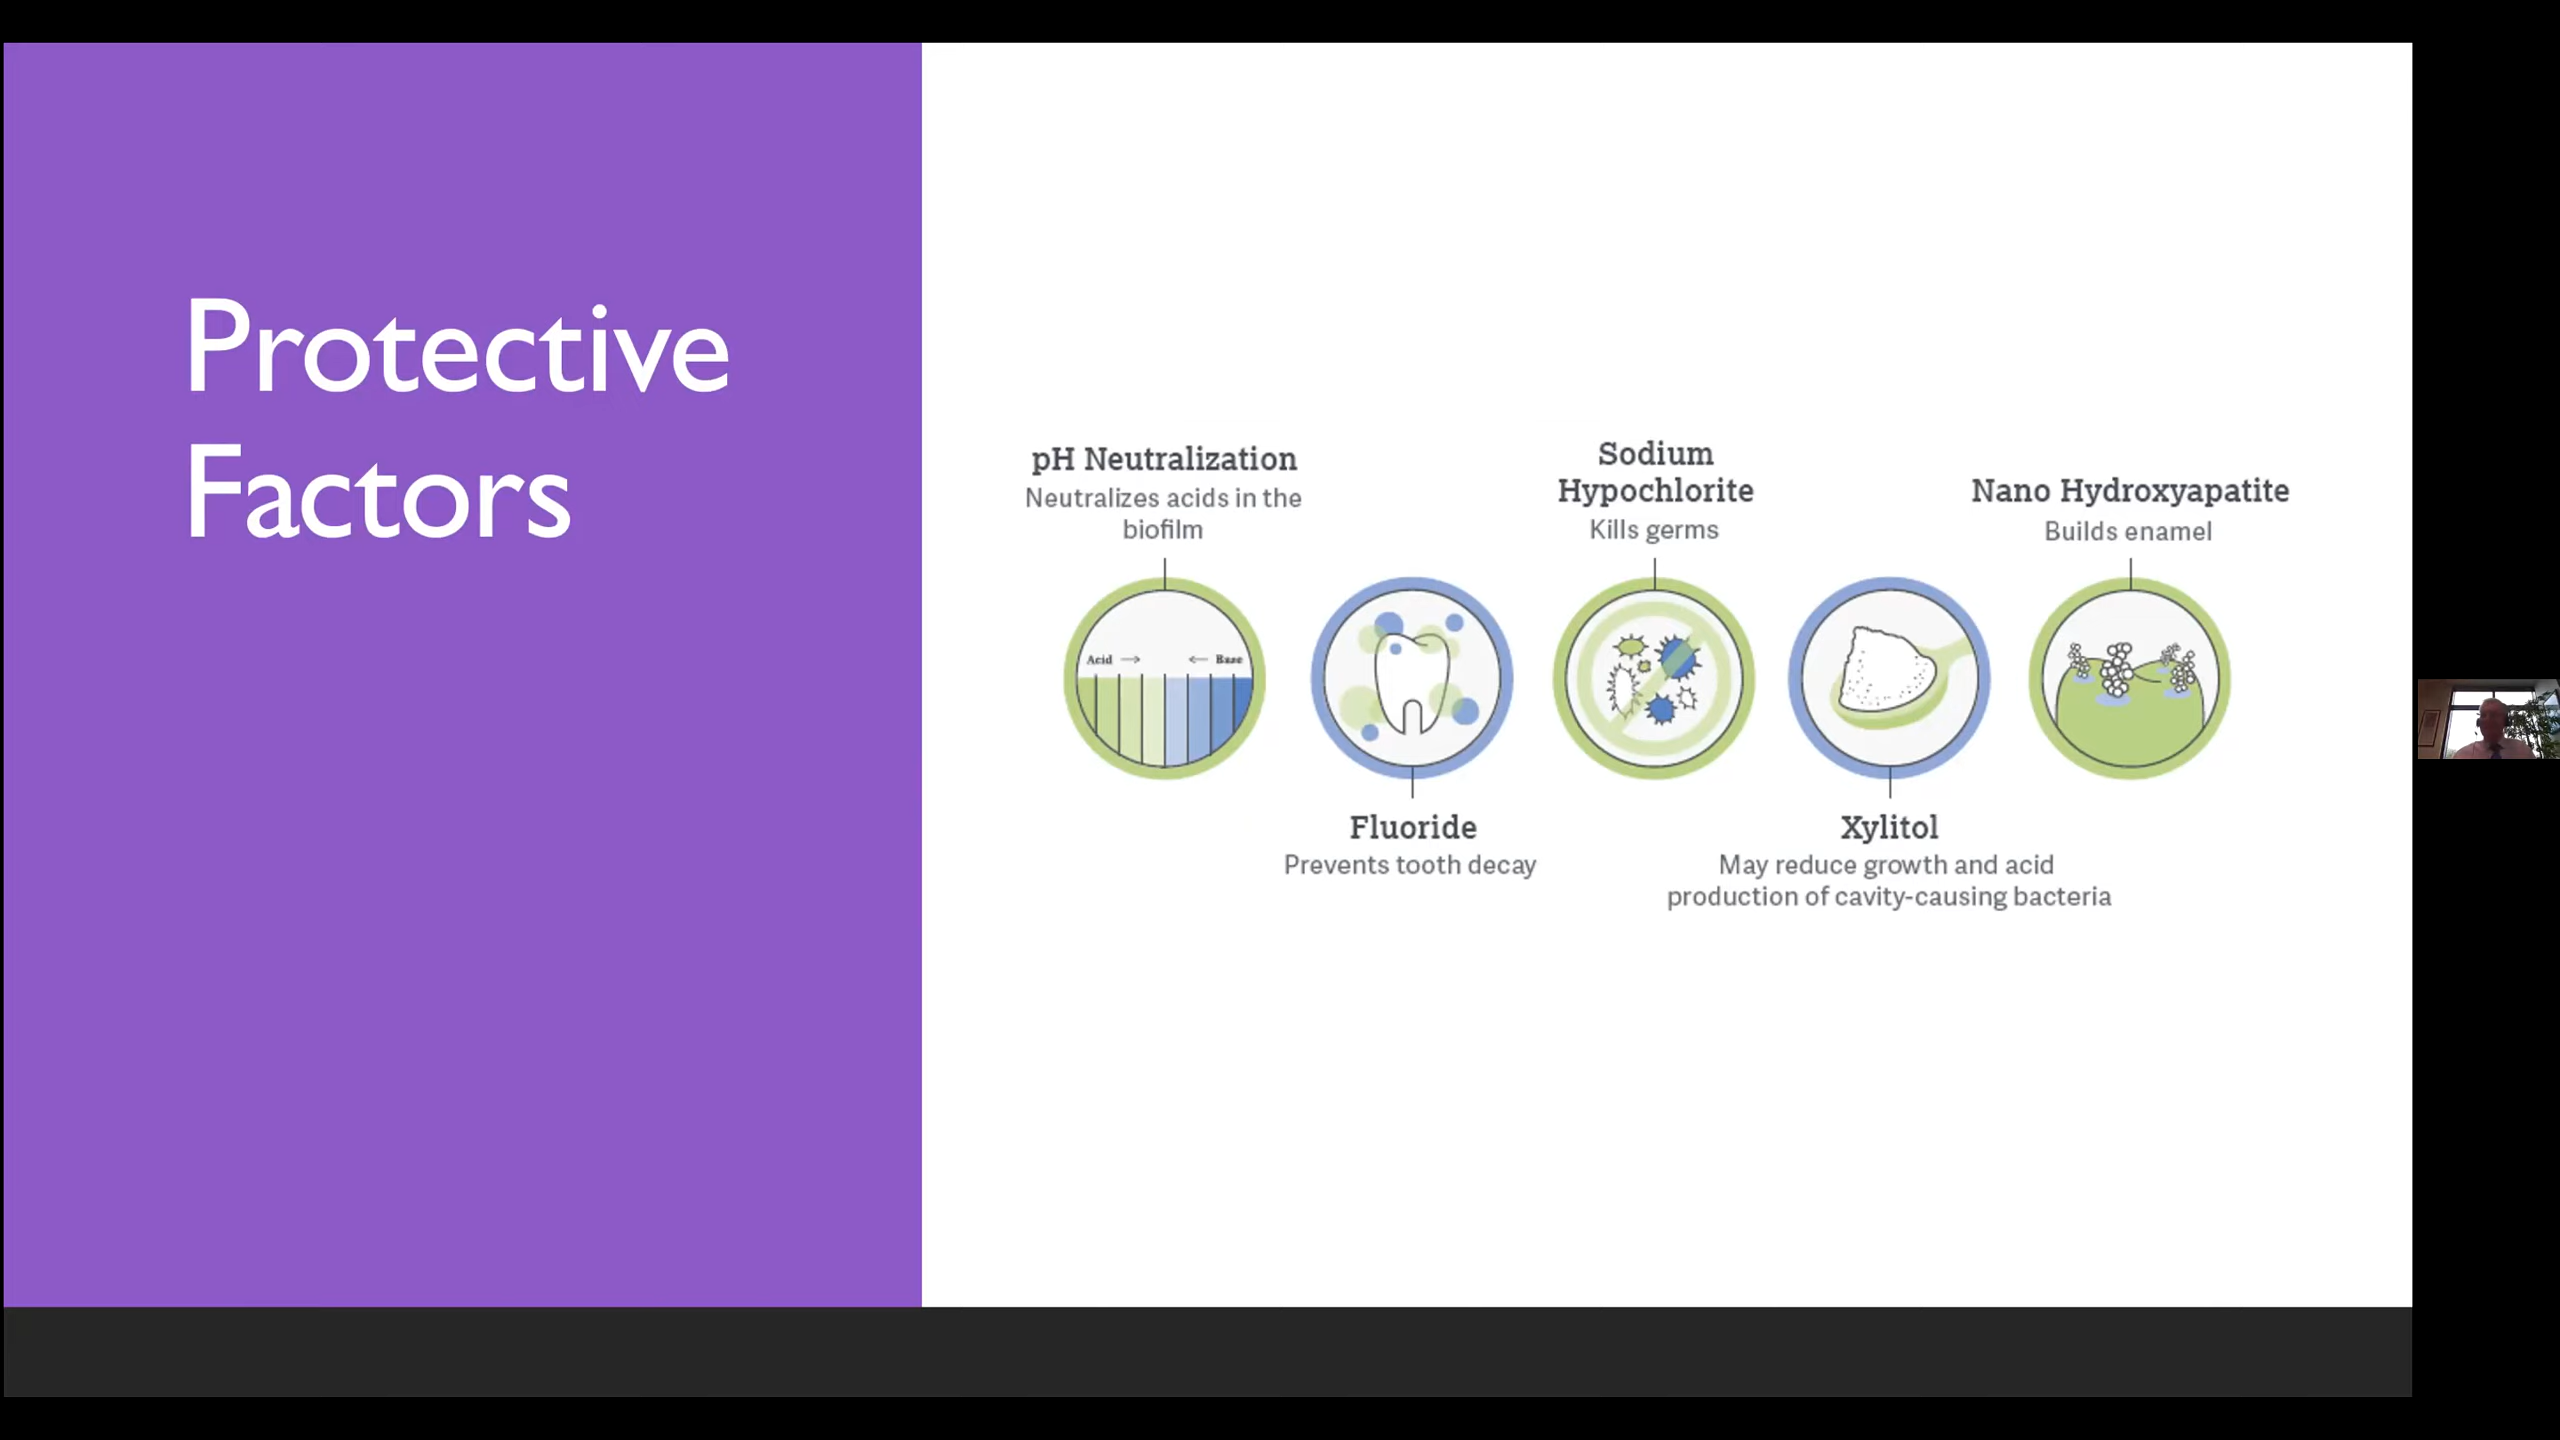 Protective
Factors
pH Neutralization
Neutralizes acids in the
biofilm
Sodium
Hypochlorite
Kills germs
Nano Hydroxyapatite
Builds enamel
Acid
Base
Fluoride
Prevents tooth decay
Xylitol
May reduce growth and acid
production of cavity-causing bacteria